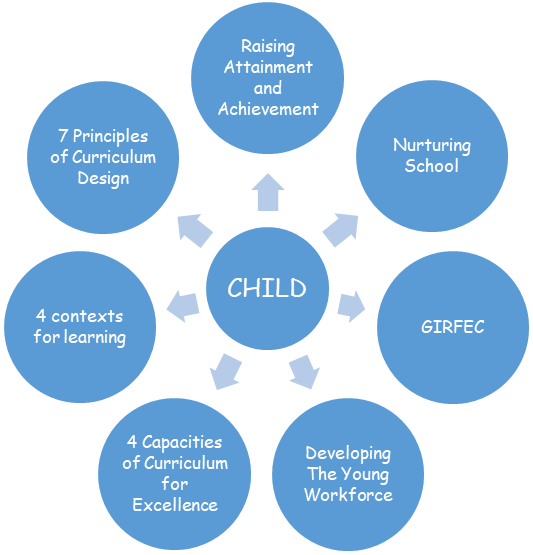 Raising
Attainment
and
Achievement
Nurturing
School
GIRFEC
Developing
The Young
Workforce
4 Capacities
of Curriculum
for
Excellence
4 contexts
for learning
7 Principles
of Curriculum
Design
CHILD